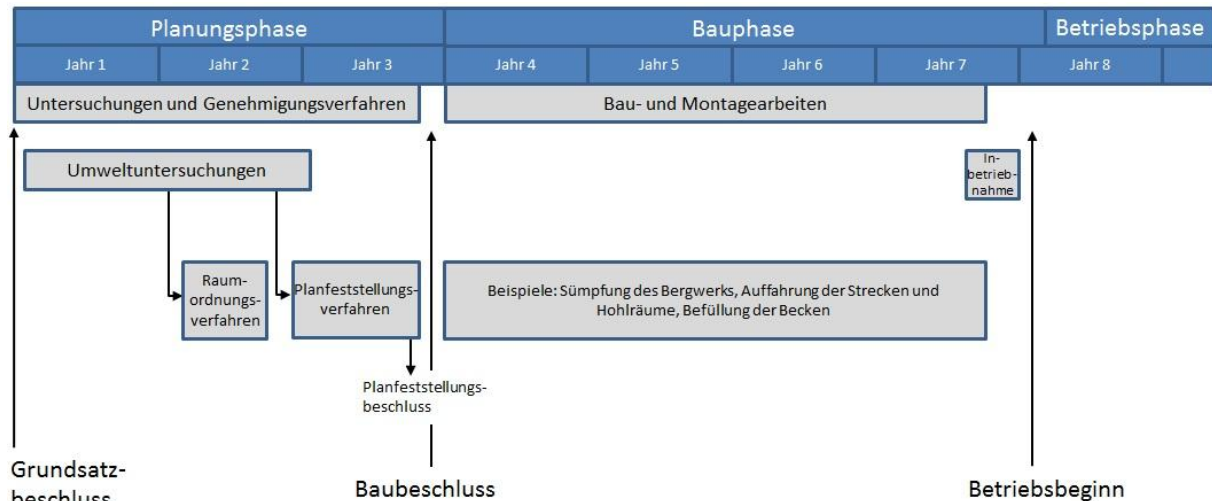 Planungsphase
Bauphase
Betriebsphase
Jahr 1
Jahr 2
Jahr 3
Jahr 4
Jahr 5
Jahr 6
Jahr 7
Jahr 8
Untersuchungen und Genehmigungsverfahren
Bau- und Montagearbeiten
Umweltuntersuchungen
In-
betrieb-
nahme
Raum-
ordnungs-
verfahren
Planfeststellungs-
verfahren
Beispiele: Sümpfung des Bergwerks, Auffahrung der Strecken und
Hohlräume, Befüllung der Becken
Planfeststellungs-
beschluss
Grundsatz-
beschluss
Baubeschluss
Betriebsbeginn